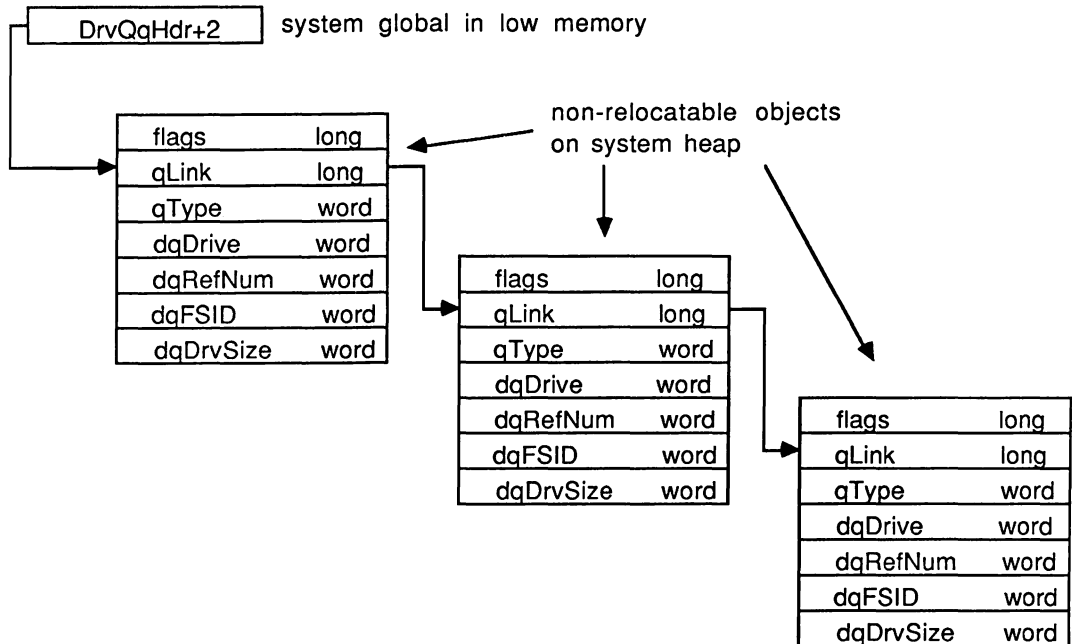 DrvQqHdr+2 system global in low memory
non-relocatable objects
on system heap
flags long
qLink long
qType word
dqDrive word
dqRefNum word
dqFSID word
dqDrvSize word
flags long
qLink long
qType word
dqDrive word
dqRefNum word
dqFSID word
dqDrvSize word
flags long
qLink long
qType word
dqDrive word
dqRefNum word
dqFSID word
dqDrvSize word